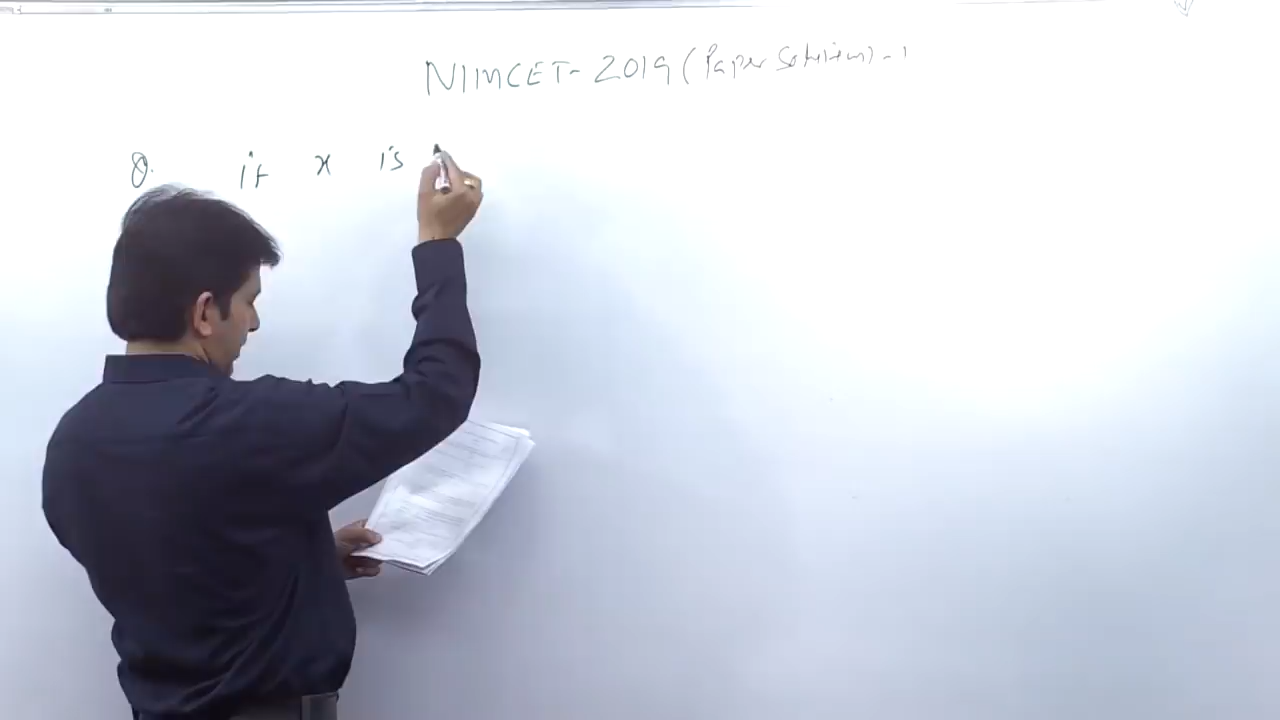 NIMCET-2019 (Paper Solution) - 1
Q. if x is